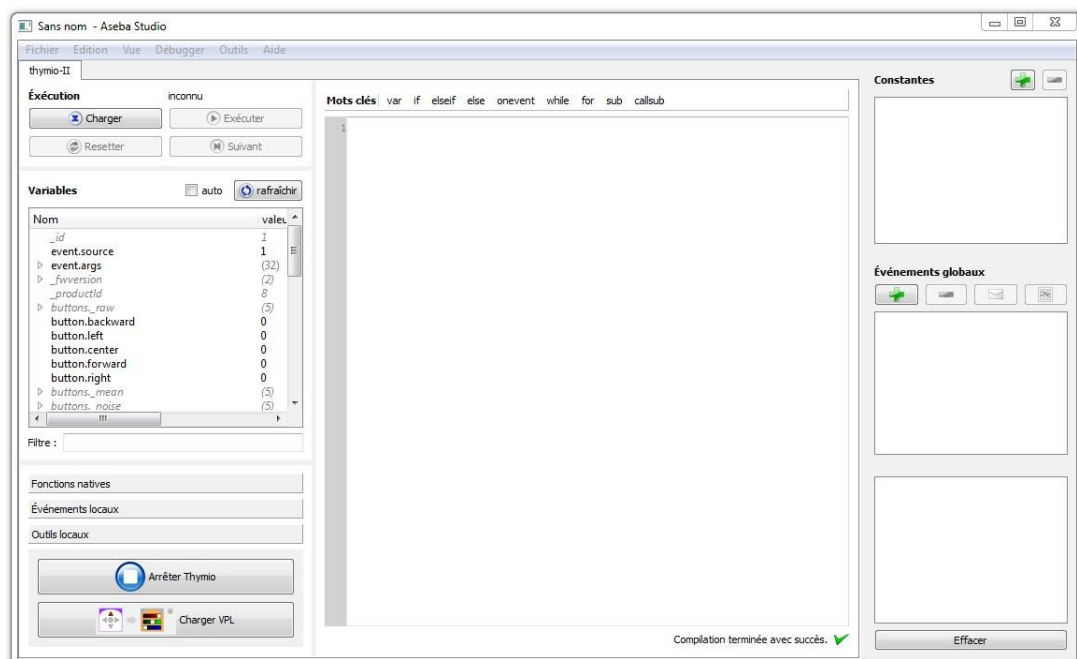 Sans nom - Aseba Studio
Fichier Edition Vue Débugger Outils Aide
thymio-II
Éxécution inconnu
Charger Exécuter
Resetter Suivant
Variables auto rafraîchir
Nom valeu
_id 1
event.source 1
event.args (32)
_fwversion (2)
_productId 8
buttons._raw (5)
button.backward 0
button.left 0
button.center 0
button.forward 0
button.right 0
buttons._mean (5)
buttons._noise (5)
Filtre :
Fonctions natives
Événements locaux
Outils locaux
Arrêter Thymio
Charger VPL
Mots clés var if elseif else onevent while for sub callsub
1
Compilation terminée avec succès.
Constantes
Événements globaux
Effacer